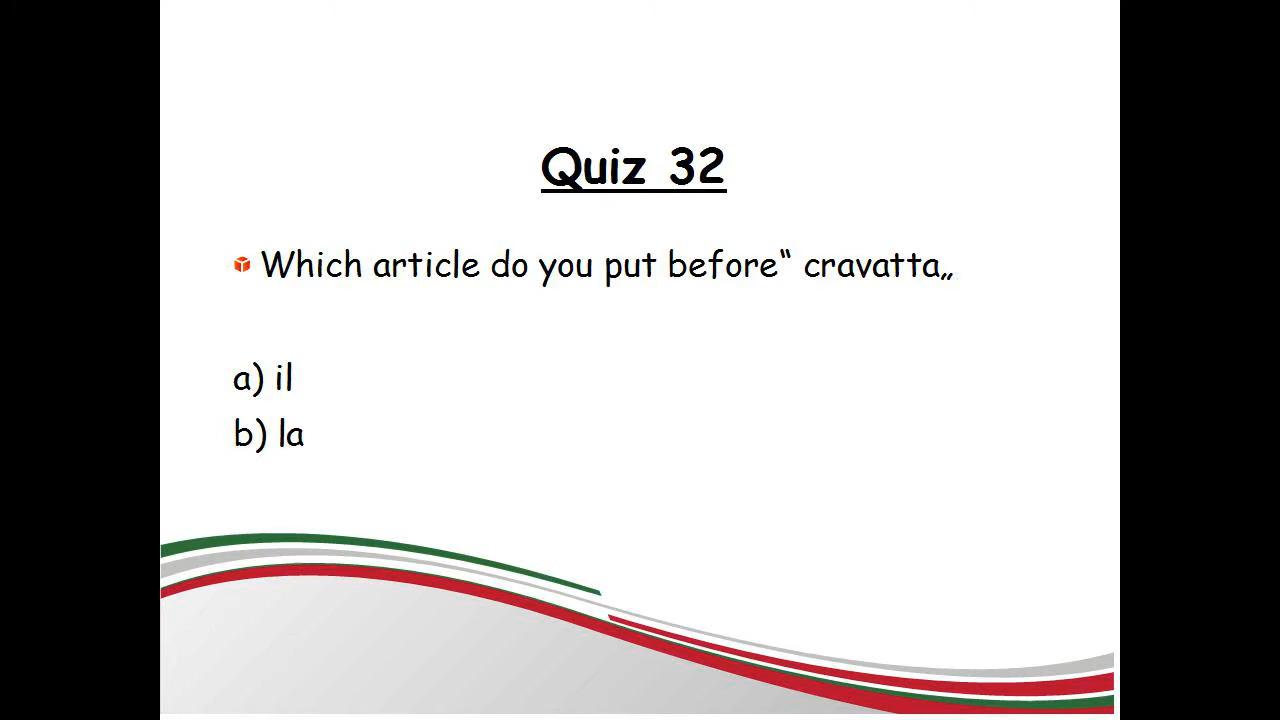 Quiz 32
Which article do you put before“ cravatta„
a) il
b) la